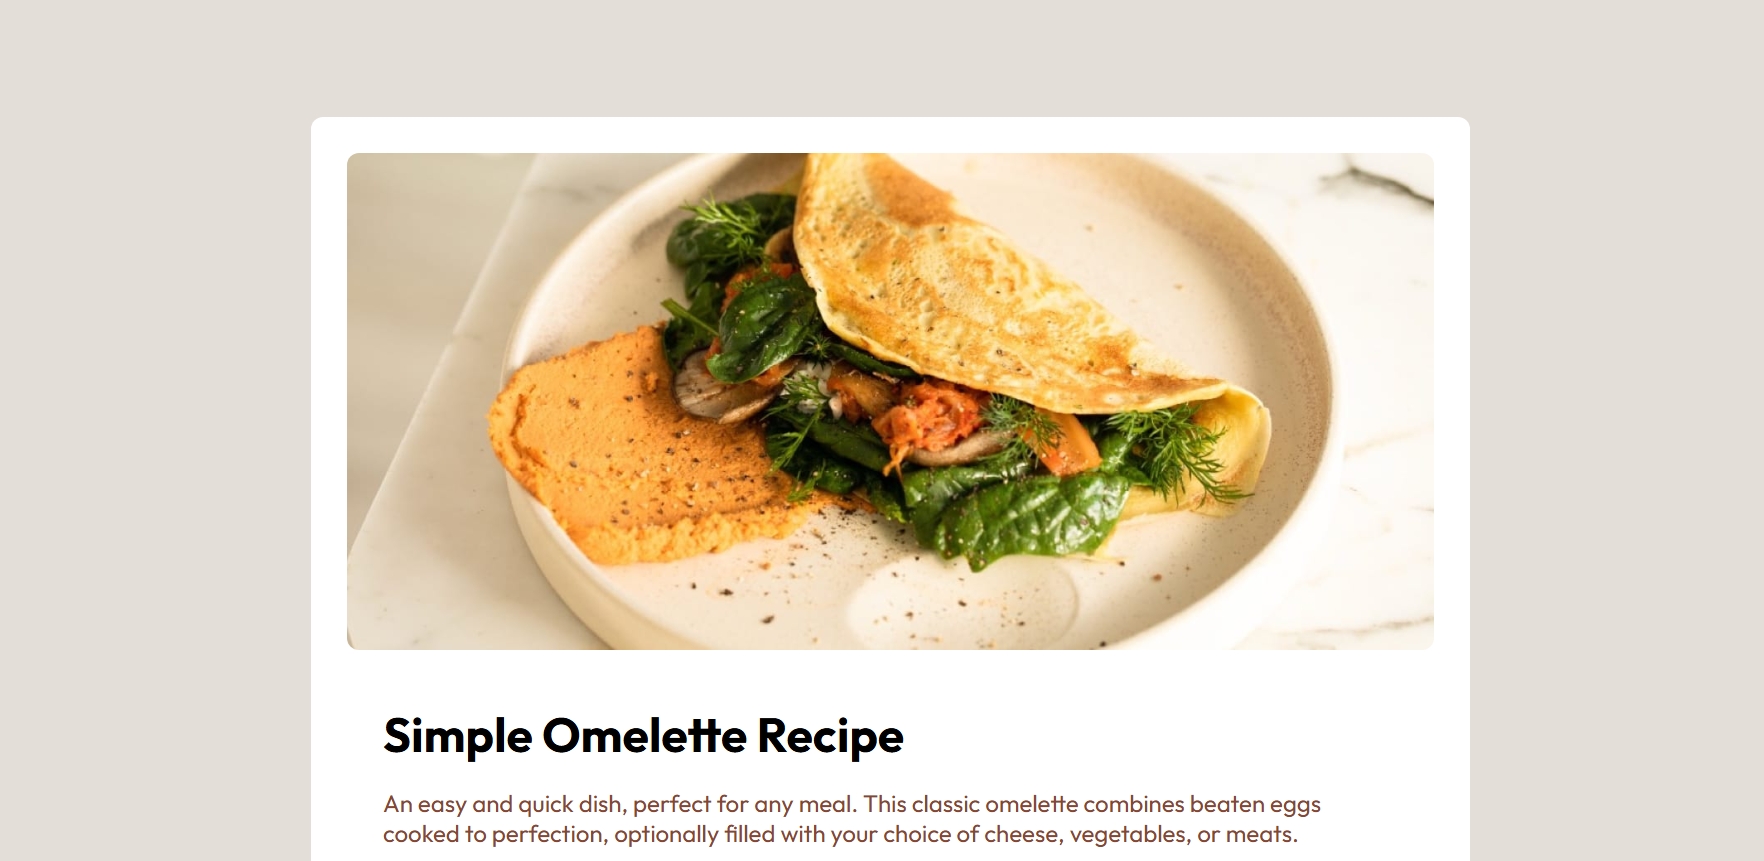 Simple Omelette Recipe
An easy and quick dish, perfect for any meal. This classic omelette combines beaten eggs
cooked to perfection, optionally filled with your choice of cheese, vegetables, or meats.